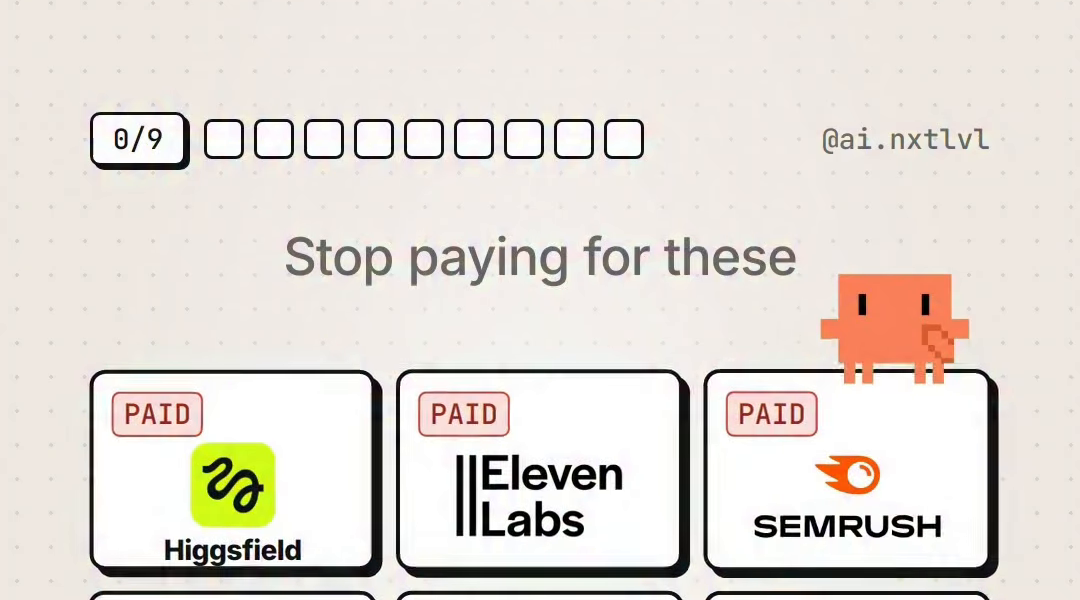 0/9
@ai.nxtlvl
Stop paying for these
PAID
PAID
PAID
Higgsfield
Eleven
Labs
SEMRUSH